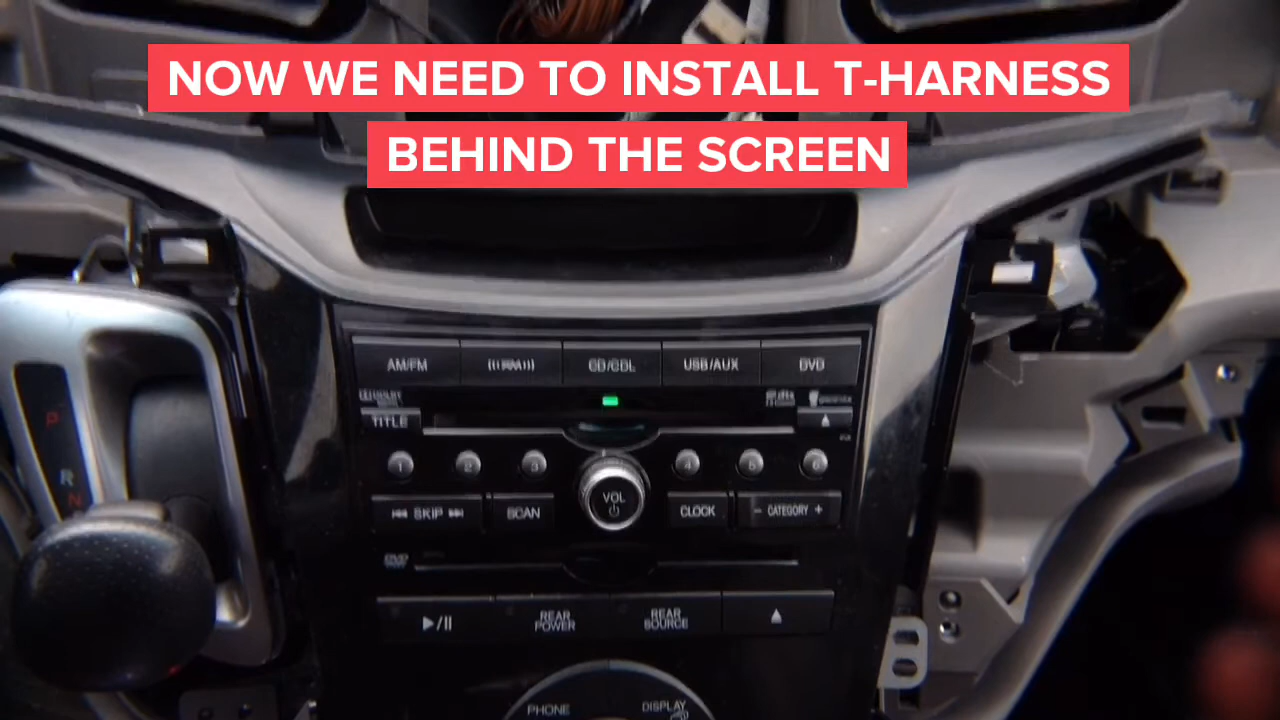 NOW WE NEED TO INSTALL T-HARNESS
BEHIND THE SCREEN
AM/FM
CD/CDL
USB/AUX
DVD
TITLE
1
2
3
4
5
6
VOL
SKIP
SCAN
CLOCK
- CATEGORY +
DVD
REAR POWER
REAR SOURCE
PHONE
DISPLAY
P
R
N